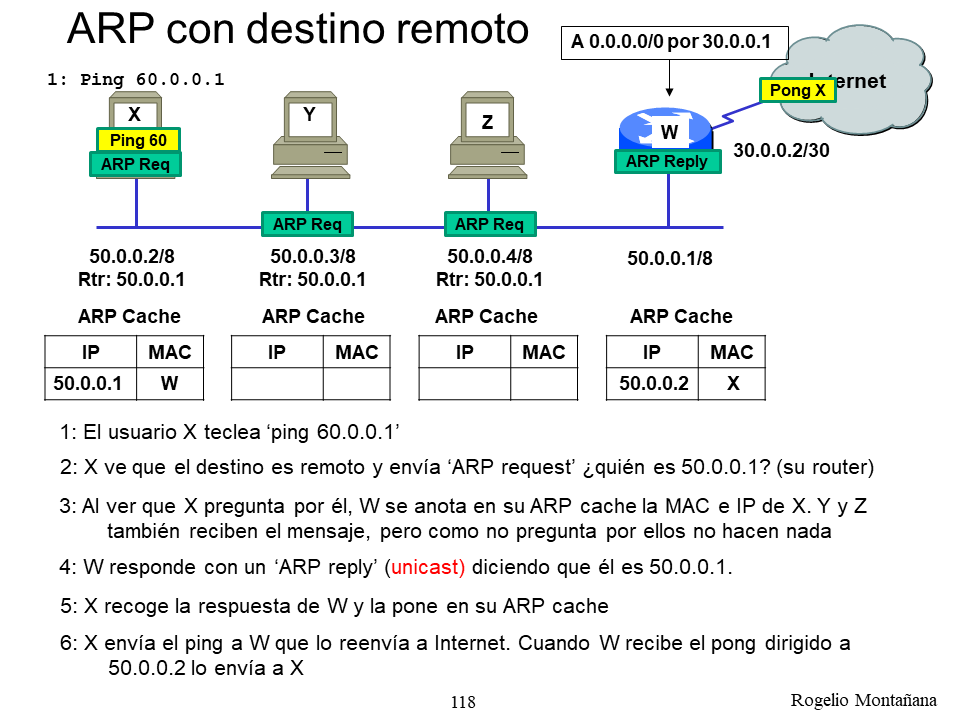 ARP con destino remoto
A 0.0.0.0/0 por 30.0.0.1
1: Ping 60.0.0.1
Internet
Pong X
X
Y
Z
W
Ping 60
ARP Req
ARP Reply
30.0.0.2/30
ARP Req
ARP Req
50.0.0.2/8
Rtr: 50.0.0.1
50.0.0.3/8
Rtr: 50.0.0.1
50.0.0.4/8
Rtr: 50.0.0.1
50.0.0.1/8
ARP Cache
ARP Cache
ARP Cache
ARP Cache
IP MAC
50.0.0.1 W
IP MAC
IP MAC
IP MAC
50.0.0.2 X
1: El usuario X teclea ‘ping 60.0.0.1’
2: X ve que el destino es remoto y envía ‘ARP request’ ¿quién es 50.0.0.1? (su router)
3: Al ver que X pregunta por él, W se anota en su ARP cache la MAC e IP de X. Y y Z
también reciben el mensaje, pero como no pregunta por ellos no hacen nada
4: W responde con un ‘ARP reply’ (unicast) diciendo que él es 50.0.0.1.
5: X recoge la respuesta de W y la pone en su ARP cache
6: X envía el ping a W que lo reenvía a Internet. Cuando W recibe el pong dirigido a
50.0.0.2 lo envía a X
118
Rogelio Montañana